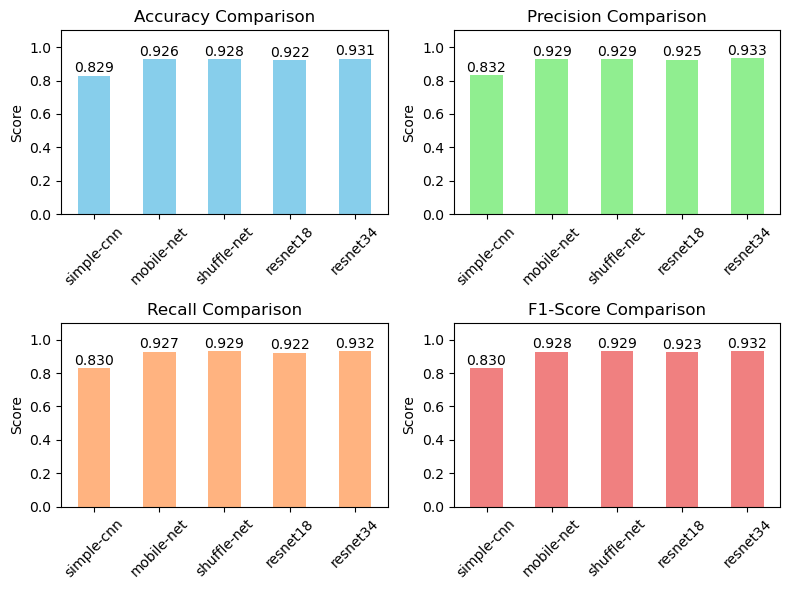 Accuracy Comparison
Score
1.0
0.8
0.6
0.4
0.2
0.0
0.829
0.926
0.928
0.922
0.931
simple-cnn
mobile-net
shuffle-net
resnet18
resnet34
Precision Comparison
Score
1.0
0.8
0.6
0.4
0.2
0.0
0.832
0.929
0.929
0.925
0.933
simple-cnn
mobile-net
shuffle-net
resnet18
resnet34
Recall Comparison
Score
1.0
0.8
0.6
0.4
0.2
0.0
0.830
0.927
0.929
0.922
0.932
simple-cnn
mobile-net
shuffle-net
resnet18
resnet34
F1-Score Comparison
Score
1.0
0.8
0.6
0.4
0.2
0.0
0.830
0.928
0.929
0.923
0.932
simple-cnn
mobile-net
shuffle-net
resnet18
resnet34